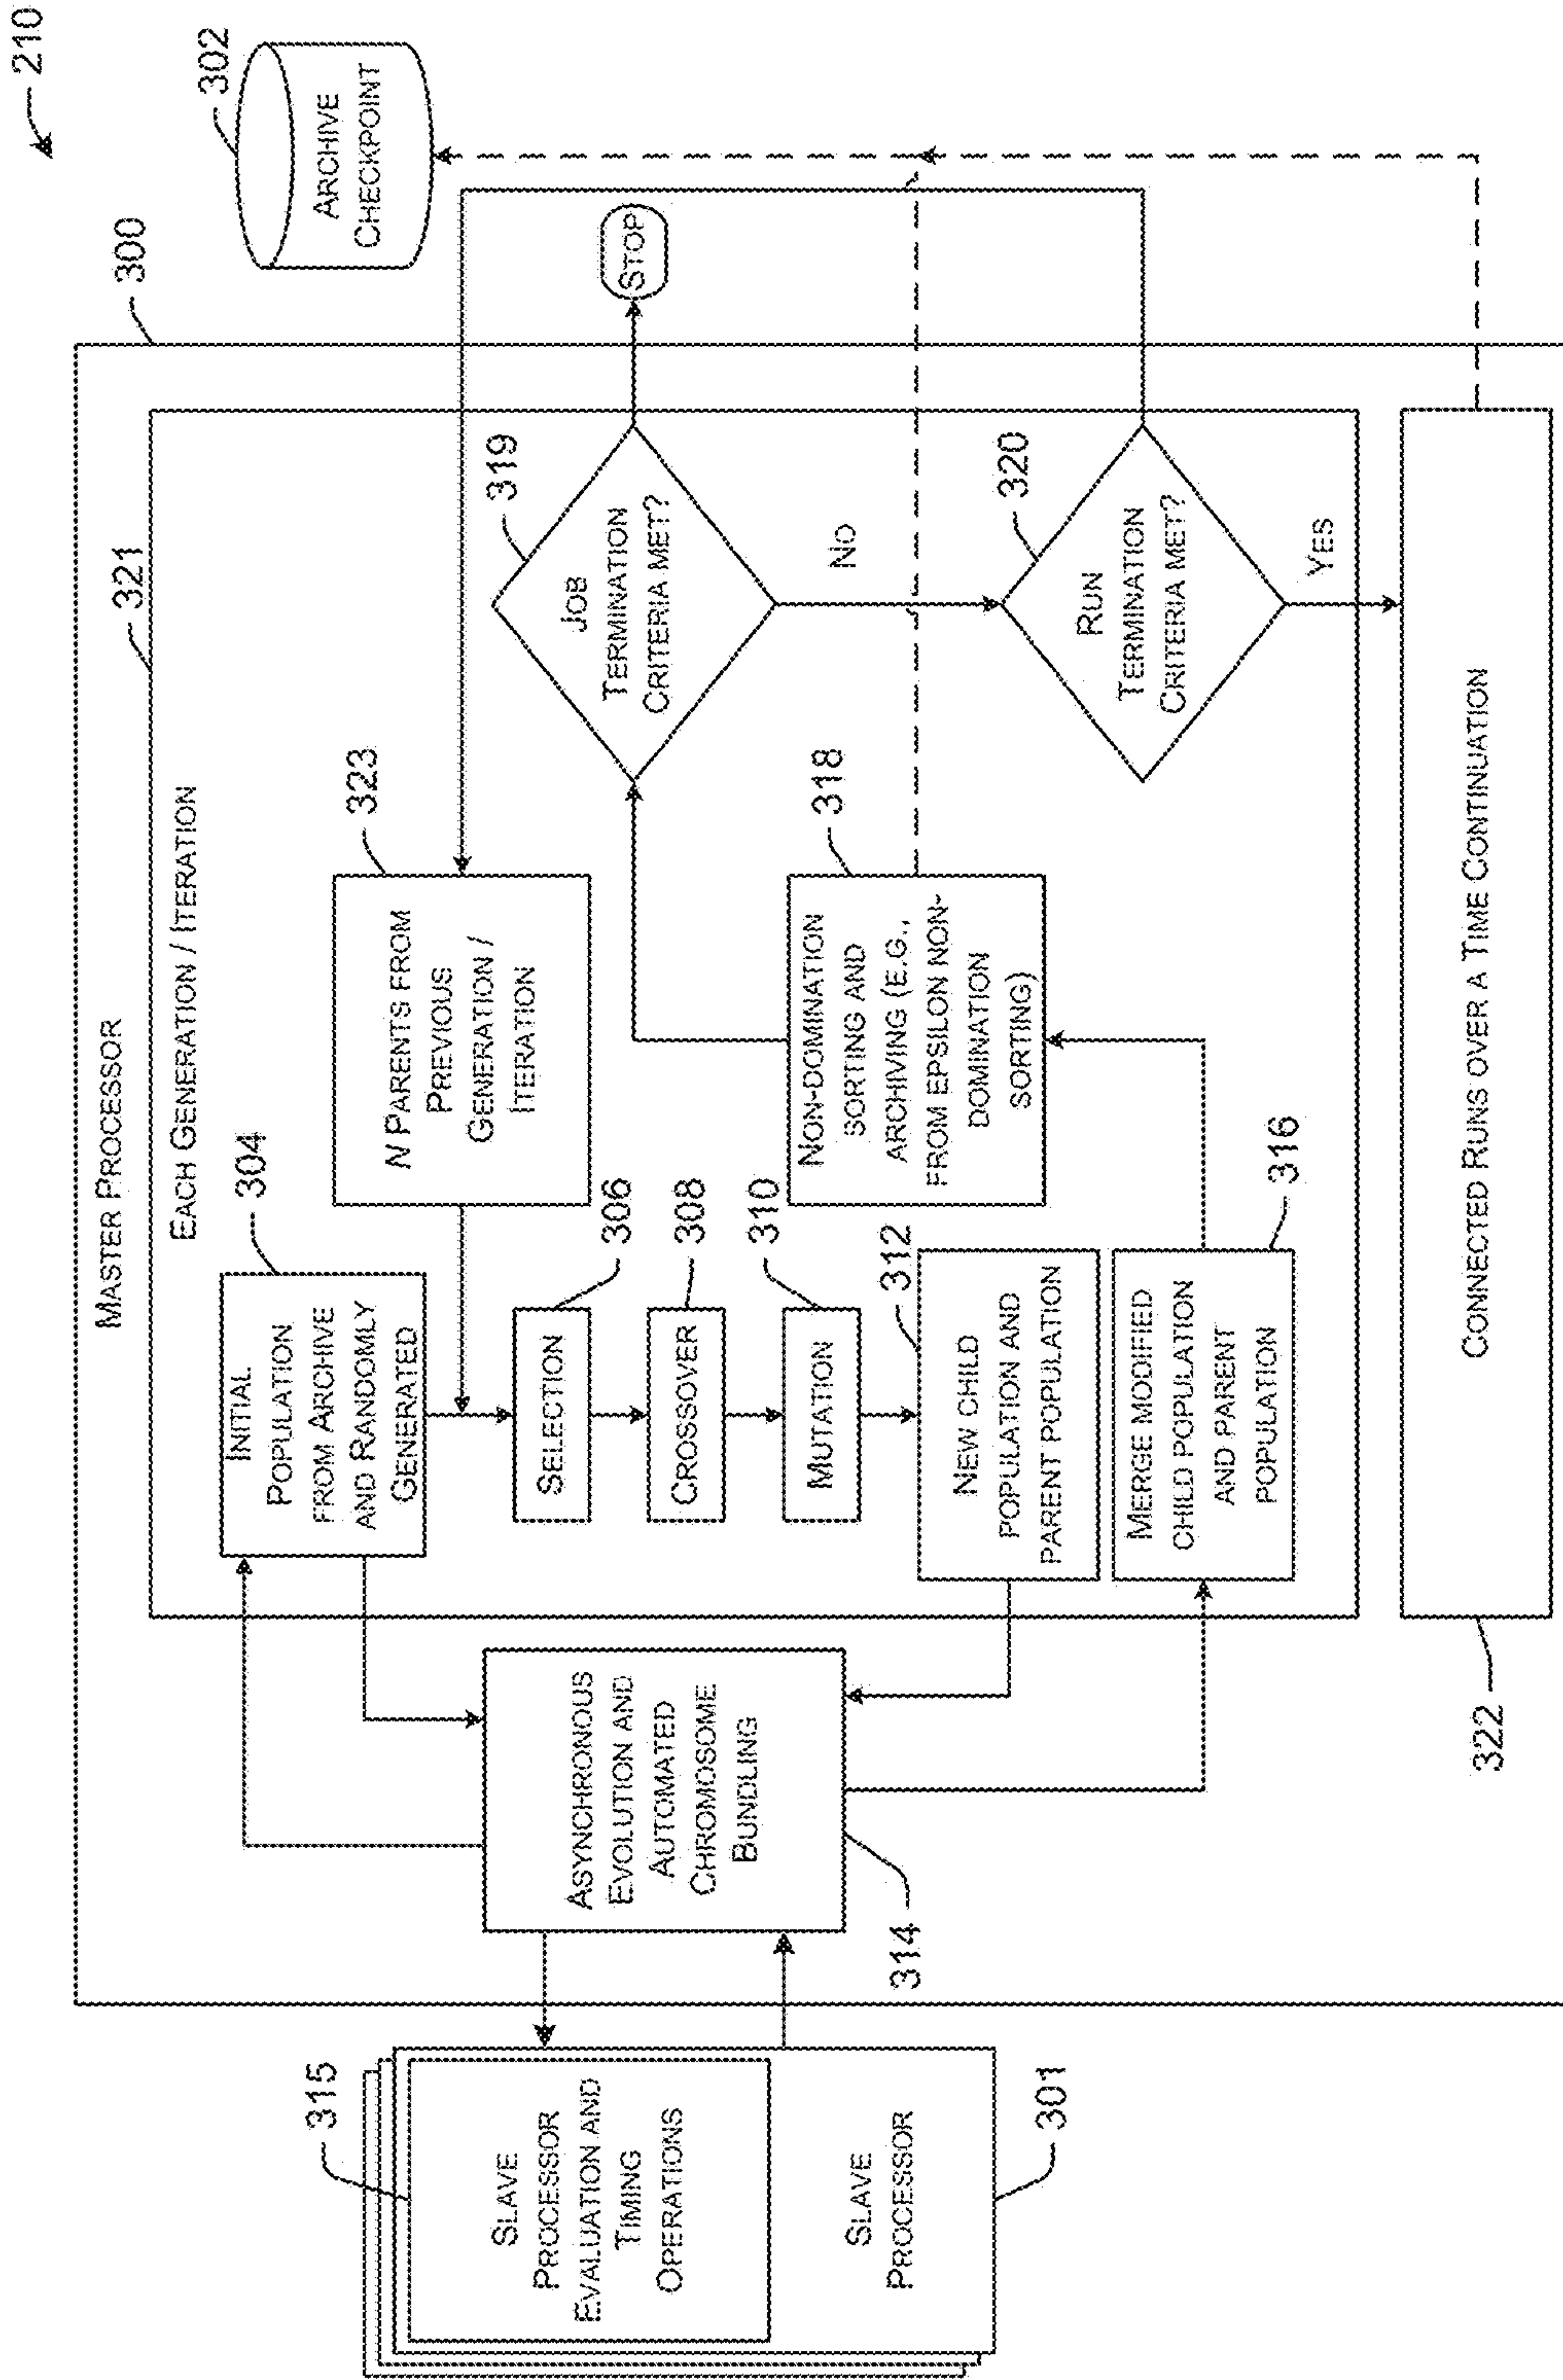 210
MASTER PROCESSOR
300
302
ARCHIVE
CHECKPOINT
EACH GENERATION / ITERATION
321
304
INITIAL
POPULATION
FROM ARCHIVE
AND RANDOMLY
GENERATED
323
N PARENTS FROM
PREVIOUS
GENERATION /
ITERATION
SELECTION
306
CROSSOVER
308
MUTATION
310
312
NEW CHILD
POPULATION AND
PARENT POPULATION
MERGE MODIFIED
CHILD POPULATION
AND PARENT
POPULATION
316
318
NON-DOMINATION
SORTING AND
ARCHIVING (E.G.,
FROM EPSILON NON-
DOMINATION
SORTING)
319
JOB
TERMINATION
CRITERIA MET?
STOP
NO
320
RUN
TERMINATION
CRITERIA MET?
YES
CONNECTED RUNS OVER A TIME CONTINUATION
322
ASYNCHRONOUS
EVOLUTION AND
AUTOMATED
CHROMOSOME
BUNDLING
314
315
SLAVE
PROCESSOR
EVALUATION AND
TIMING
OPERATIONS
SLAVE
PROCESSOR
301